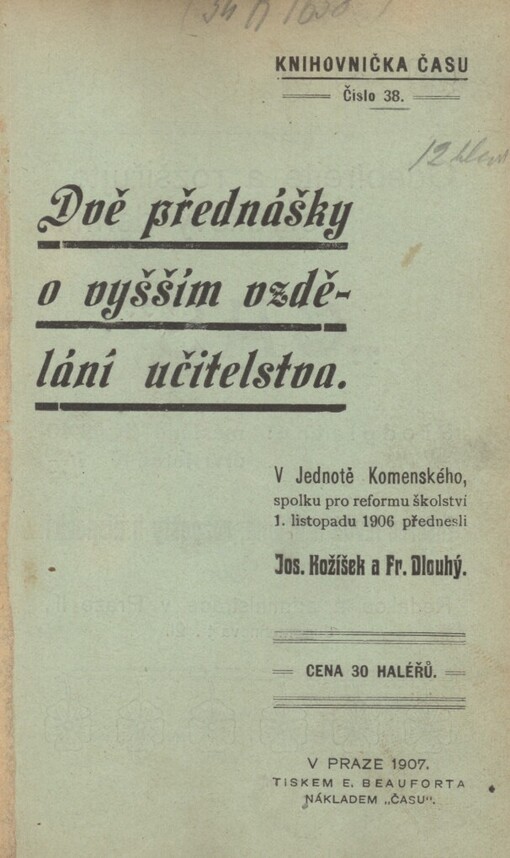 KNIHOVNIČKA ČASU
Číslo 38.
Dvě přednášky
o vyšším vzdě-
lání učitelstva.
V Jednotě Komenského,
spolku pro reformu školství
1. listopadu 1906 přednesli
Jos. Kožíšek a Fr. Dlouhý.
CENA 30 HALÉŘŮ.
V PRAZE 1907.
TISKEM E. BEAUFORTA
NÁKLADEM „ČASU“.